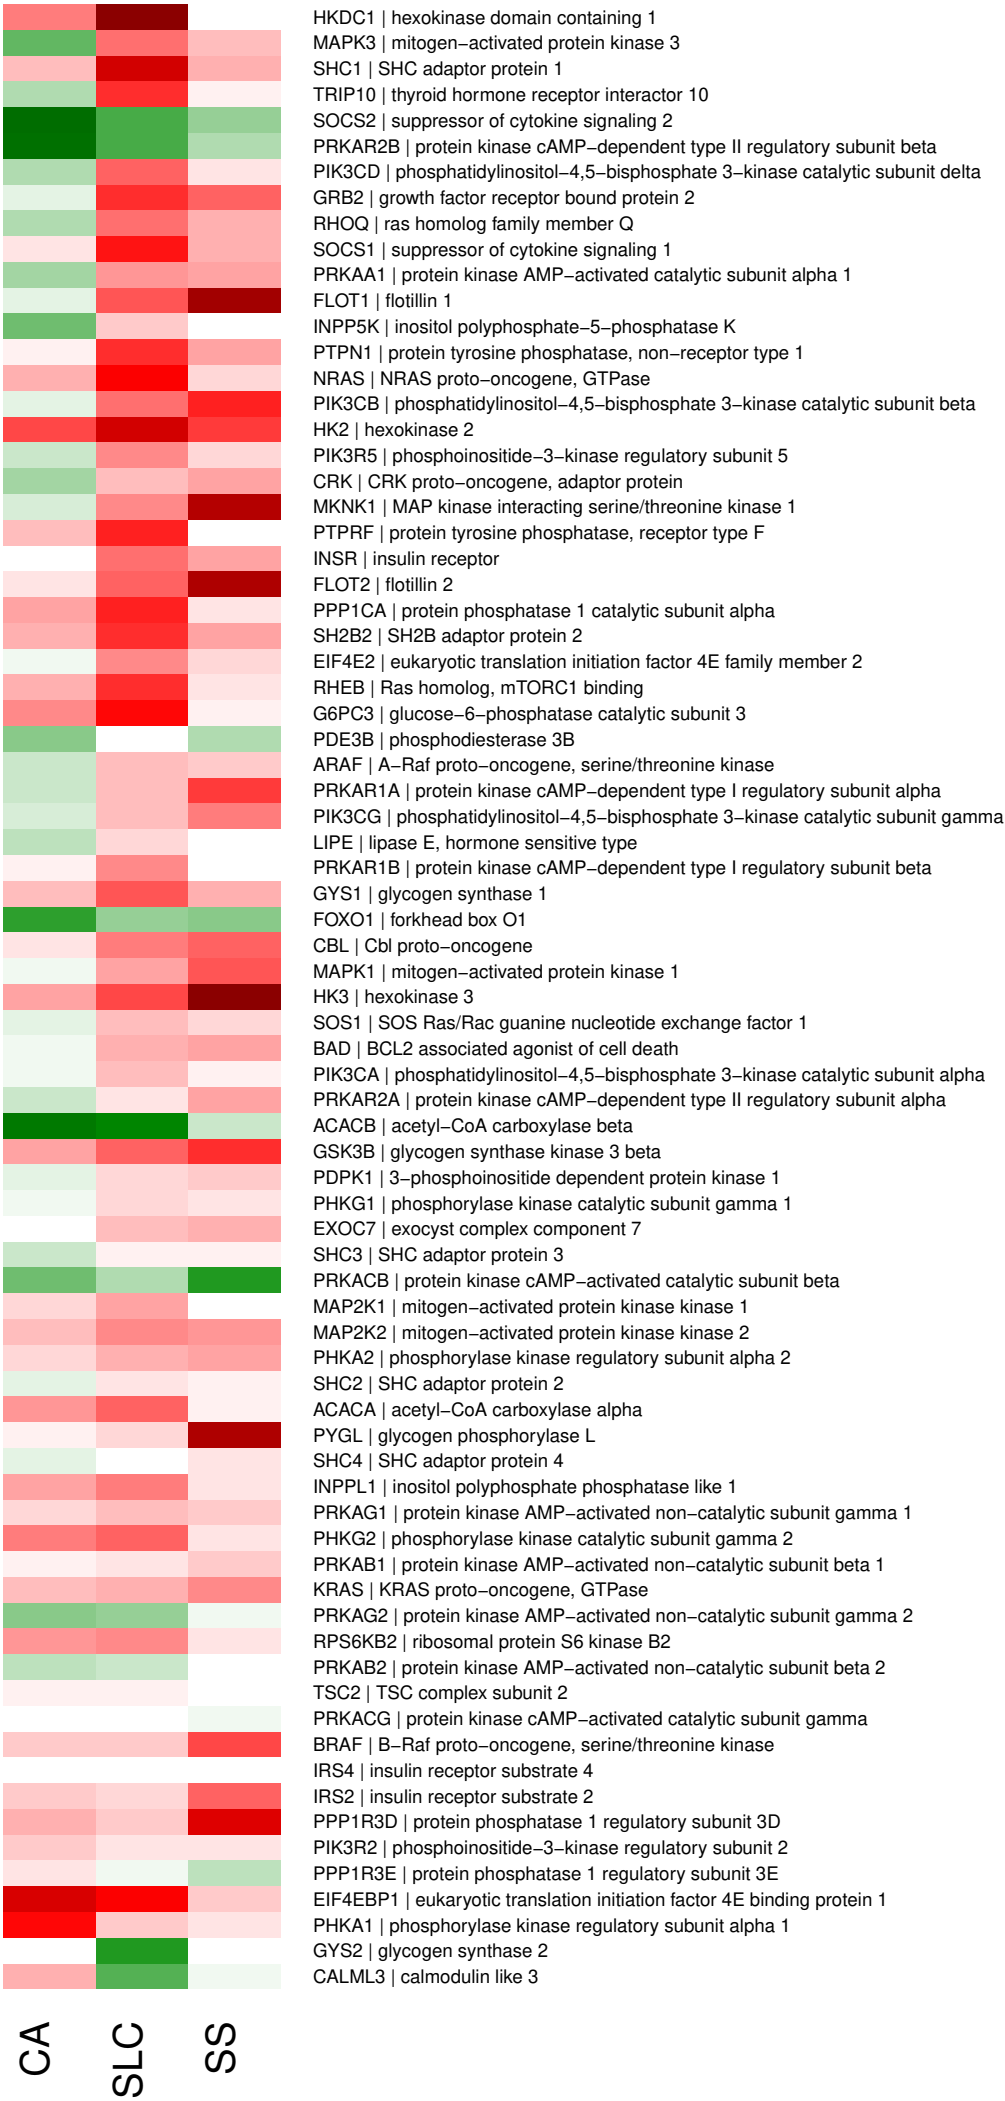 HKDC1 | hexokinase domain containing 1
MAPK3 | mitogen−activated protein kinase 3
SHC1 | SHC adaptor protein 1
TRIP10 | thyroid hormone receptor interactor 10
SOCS2 | suppressor of cytokine signaling 2
PRKAR2B | protein kinase cAMP−dependent type II regulatory subunit beta
PIK3CD | phosphatidylinositol−4,5−bisphosphate 3−kinase catalytic subunit delta
GRB2 | growth factor receptor bound protein 2
RHOQ | ras homolog family member Q
SOCS1 | suppressor of cytokine signaling 1
PRKAA1 | protein kinase AMP−activated catalytic subunit alpha 1
FLOT1 | flotillin 1
INPP5K | inositol polyphosphate−5−phosphatase K
PTPN1 | protein tyrosine phosphatase, non−receptor type 1
NRAS | NRAS proto−oncogene, GTPase
PIK3CB | phosphatidylinositol−4,5−bisphosphate 3−kinase catalytic subunit beta
HK2 | hexokinase 2
PIK3R5 | phosphoinositide−3−kinase regulatory subunit 5
CRK | CRK proto−oncogene, adaptor protein
MKNK1 | MAP kinase interacting serine/threonine kinase 1
PTPRF | protein tyrosine phosphatase, receptor type F
INSR | insulin receptor
FLOT2 | flotillin 2
PPP1CA | protein phosphatase 1 catalytic subunit alpha
SH2B2 | SH2B adaptor protein 2
EIF4E2 | eukaryotic translation initiation factor 4E family member 2
RHEB | Ras homolog, mTORC1 binding
G6PC3 | glucose−6−phosphatase catalytic subunit 3
PDE3B | phosphodiesterase 3B
ARAF | A−Raf proto−oncogene, serine/threonine kinase
PRKAR1A | protein kinase cAMP−dependent type I regulatory subunit alpha
PIK3CG | phosphatidylinositol−4,5−bisphosphate 3−kinase catalytic subunit gamma
LIPE | lipase E, hormone sensitive type
PRKAR1B | protein kinase cAMP−dependent type I regulatory subunit beta
GYS1 | glycogen synthase 1
FOXO1 | forkhead box O1
CBL | Cbl proto−oncogene
MAPK1 | mitogen−activated protein kinase 1
HK3 | hexokinase 3
SOS1 | SOS Ras/Rac guanine nucleotide exchange factor 1
BAD | BCL2 associated agonist of cell death
PIK3CA | phosphatidylinositol−4,5−bisphosphate 3−kinase catalytic subunit alpha
PRKAR2A | protein kinase cAMP−dependent type II regulatory subunit alpha
ACACB | acetyl−CoA carboxylase beta
GSK3B | glycogen synthase kinase 3 beta
PDPK1 | 3−phosphoinositide dependent protein kinase 1
PHKG1 | phosphorylase kinase catalytic subunit gamma 1
EXOC7 | exocyst complex component 7
SHC3 | SHC adaptor protein 3
PRKACB | protein kinase cAMP−activated catalytic subunit beta
MAP2K1 | mitogen−activated protein kinase kinase 1
MAP2K2 | mitogen−activated protein kinase kinase 2
PHKA2 | phosphorylase kinase regulatory subunit alpha 2
SHC2 | SHC adaptor protein 2
ACACA | acetyl−CoA carboxylase alpha
PYGL | glycogen phosphorylase L
SHC4 | SHC adaptor protein 4
INPPL1 | inositol polyphosphate phosphatase like 1
PRKAG1 | protein kinase AMP−activated non−catalytic subunit gamma 1
PHKG2 | phosphorylase kinase catalytic subunit gamma 2
PRKAB1 | protein kinase AMP−activated non−catalytic subunit beta 1
KRAS | KRAS proto−oncogene, GTPase
PRKAG2 | protein kinase AMP−activated non−catalytic subunit gamma 2
RPS6KB2 | ribosomal protein S6 kinase B2
PRKAB2 | protein kinase AMP−activated non−catalytic subunit beta 2
TSC2 | TSC complex subunit 2
PRKACG | protein kinase cAMP−activated catalytic subunit gamma
BRAF | B−Raf proto−oncogene, serine/threonine kinase
IRS4 | insulin receptor substrate 4
IRS2 | insulin receptor substrate 2
PPP1R3D | protein phosphatase 1 regulatory subunit 3D
PIK3R2 | phosphoinositide−3−kinase regulatory subunit 2
PPP1R3E | protein phosphatase 1 regulatory subunit 3E
EIF4EBP1 | eukaryotic translation initiation factor 4E binding protein 1
PHKA1 | phosphorylase kinase regulatory subunit alpha 1
GYS2 | glycogen synthase 2
CALML3 | calmodulin like 3
CA
SLC
SS